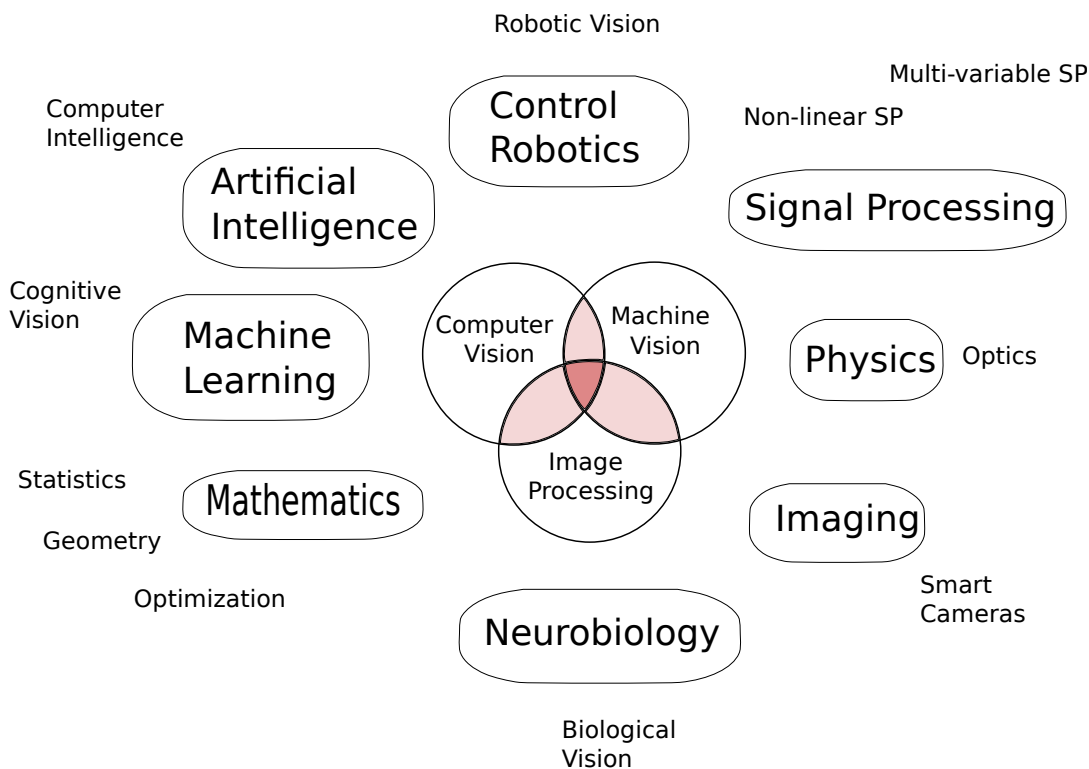 Robotic Vision
Multi-variable SP
Computer
Intelligence
Control
Robotics
Non-linear SP
Artificial
Intelligence
Signal Processing
Cognitive
Vision
Machine
Learning
Computer
Vision
Machine
Vision
Physics
Optics
Statistics
Mathematics
Image
Processing
Imaging
Geometry
Optimization
Smart
Cameras
Neurobiology
Biological
Vision